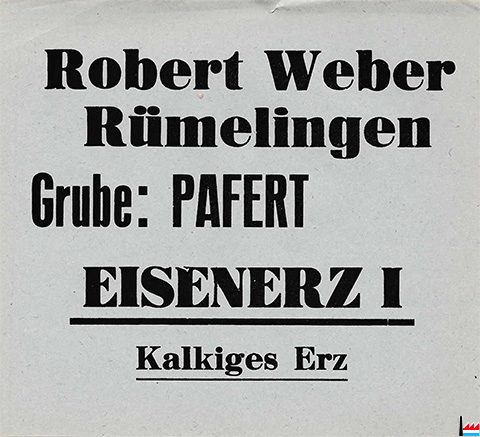 Robert Weber
Rümelingen
Grube: PAFERT
EISENERZ I
Kalkiges Erz